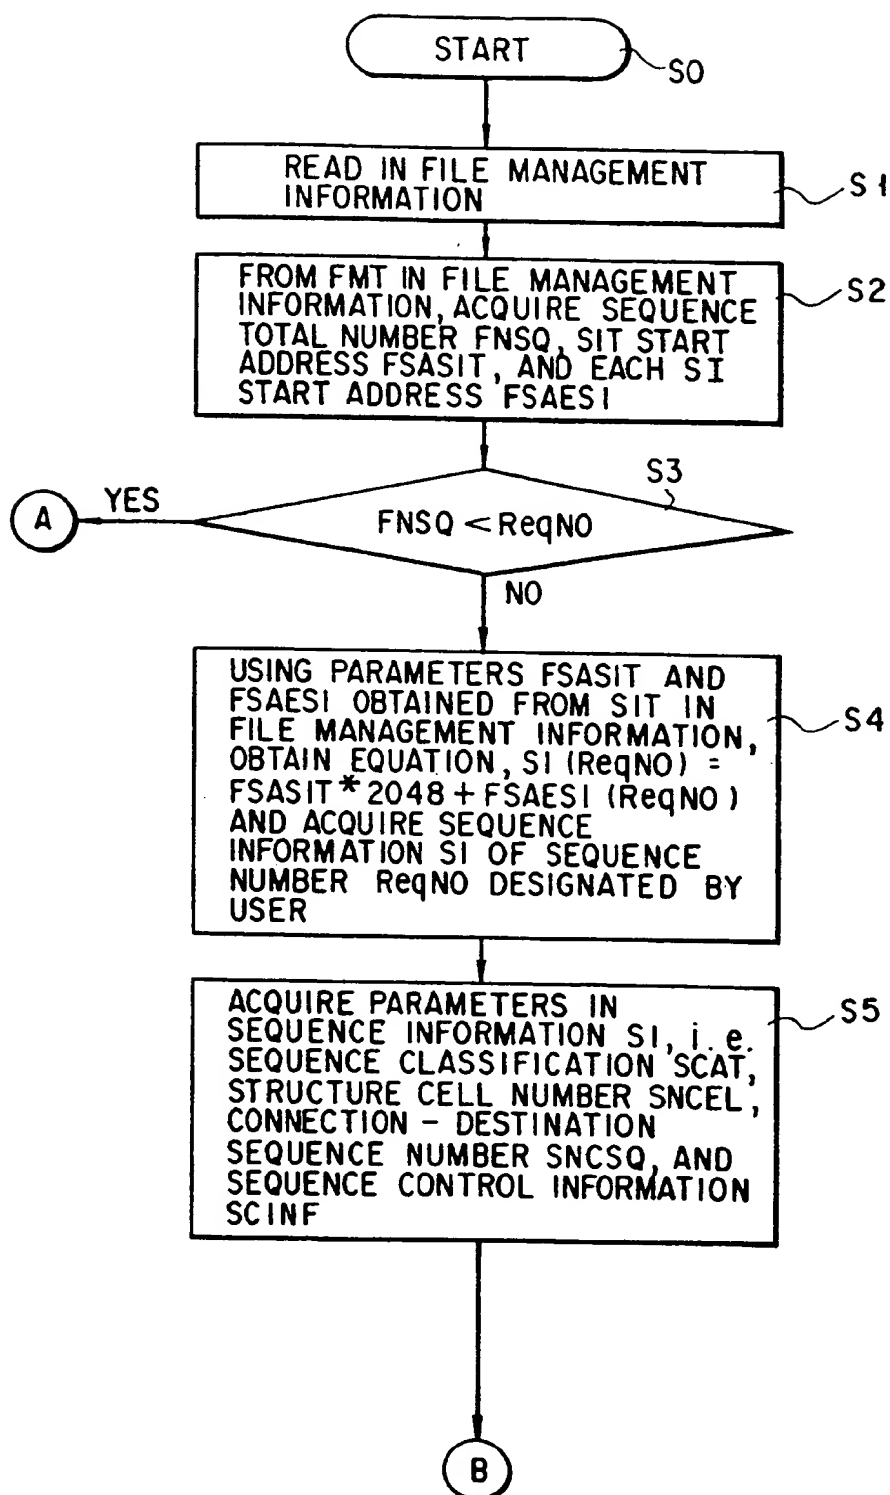 START
S0
READ IN FILE MANAGEMENT
INFORMATION
S1
FROM FMT IN FILE MANAGEMENT
INFORMATION, ACQUIRE SEQUENCE
TOTAL NUMBER FNSQ, SIT START
ADDRESS FSASIT, AND EACH SI
START ADDRESS FSAESI
S2
S3
A
YES
FNSQ < ReqNO
NO
USING PARAMETERS FSASIT AND
FSAESI OBTAINED FROM SIT IN
FILE MANAGEMENT INFORMATION,
OBTAIN EQUATION, SI (ReqNO) =
FSASIT * 2048 + FSAESI (ReqNO)
AND ACQUIRE SEQUENCE
INFORMATION SI OF SEQUENCE
NUMBER ReqNO DESIGNATED BY
USER
S4
ACQUIRE PARAMETERS IN
SEQUENCE INFORMATION SI, i.e.
SEQUENCE CLASSIFICATION SCAT,
STRUCTURE CELL NUMBER SNCEL,
CONNECTION - DESTINATION
SEQUENCE NUMBER SNCSQ, AND
SEQUENCE CONTROL INFORMATION
SCINF
S5
B